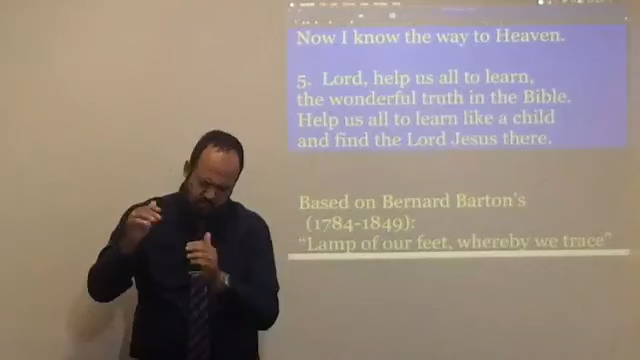 Now I know the way to Heaven.
5. Lord, help us all to learn,
the wonderful truth in the Bible.
Help us all to learn like a child
and find the Lord Jesus there.
Based on Bernard Barton's
(1784-1849):
“Lamp of our feet, whereby we trace”